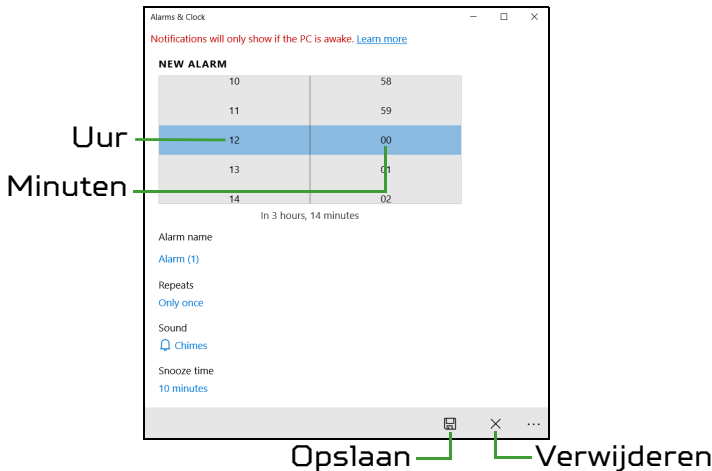 Alarms & Clock
Notifications will only show if the PC is awake. Learn more
NEW ALARM
10 58
11 59
Uur 12 00
13 01
Minuten
14 02
In 3 hours, 14 minutes
Alarm name
Alarm (1)
Repeats
Only once
Sound
Chimes
Snooze time
10 minutes
Opslaan Verwijderen